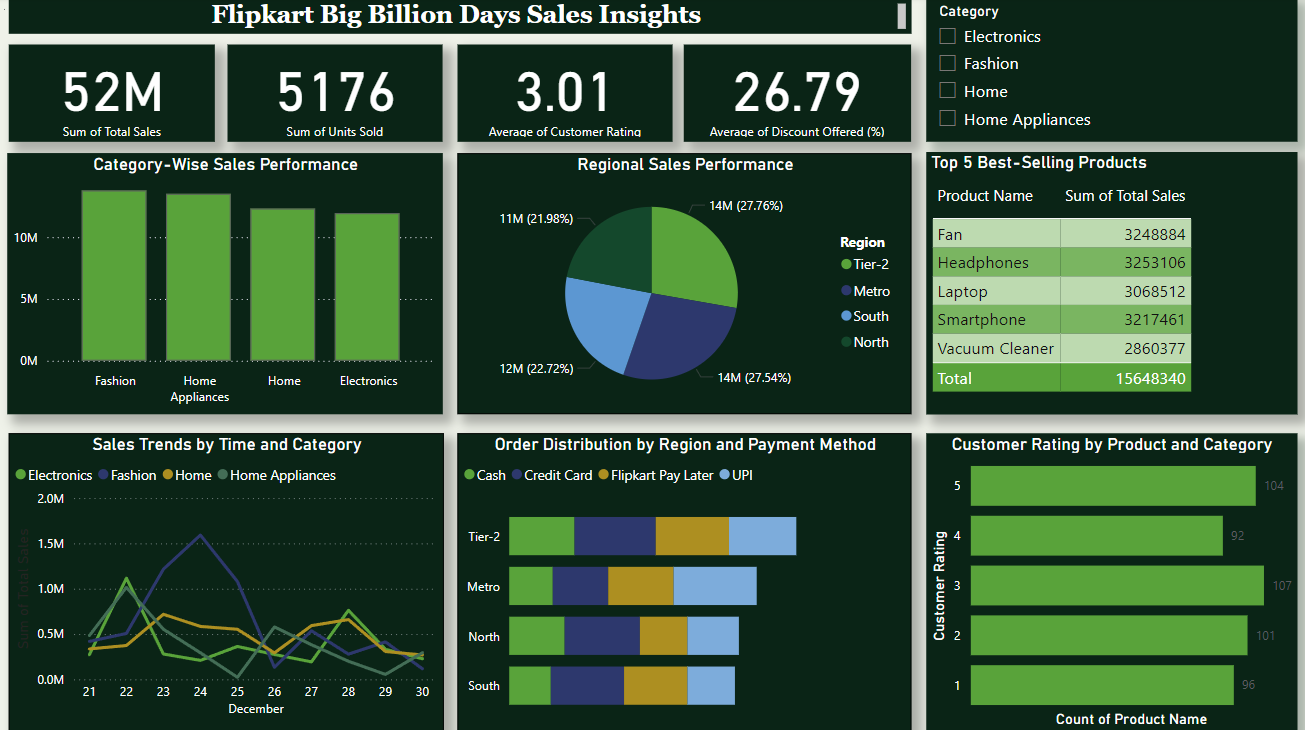 Flipkart Big Billion Days Sales Insights
Category
Electronics
Fashion
Home
Home Appliances
52M
Sum of Total Sales
5176
Sum of Units Sold
3.01
Average of Customer Rating
26.79
Average of Discount Offered (%)
Category-Wise Sales Performance
10M
5M
0M
Fashion
Home
Appliances
Home
Electronics
Regional Sales Performance
14M (27.76%)
11M (21.98%)
12M (22.72%)
14M (27.54%)
Region
Tier-2
Metro
South
North
Top 5 Best-Selling Products
Product Name Sum of Total Sales
Fan 3248884
Headphones 3253106
Laptop 3068512
Smartphone 3217461
Vacuum Cleaner 2860377
Total 15648340
Sales Trends by Time and Category
Electronics Fashion Home Home Appliances
Sum of Total Sales
2.0M
1.5M
1.0M
0.5M
0.0M
21 22 23 24 25 26 27 28 29 30
December
Order Distribution by Region and Payment Method
Cash Credit Card Flipkart Pay Later UPI
Tier-2
Metro
North
South
Customer Rating by Product and Category
Customer Rating
5 104
4 92
3 107
2 101
1 96
Count of Product Name